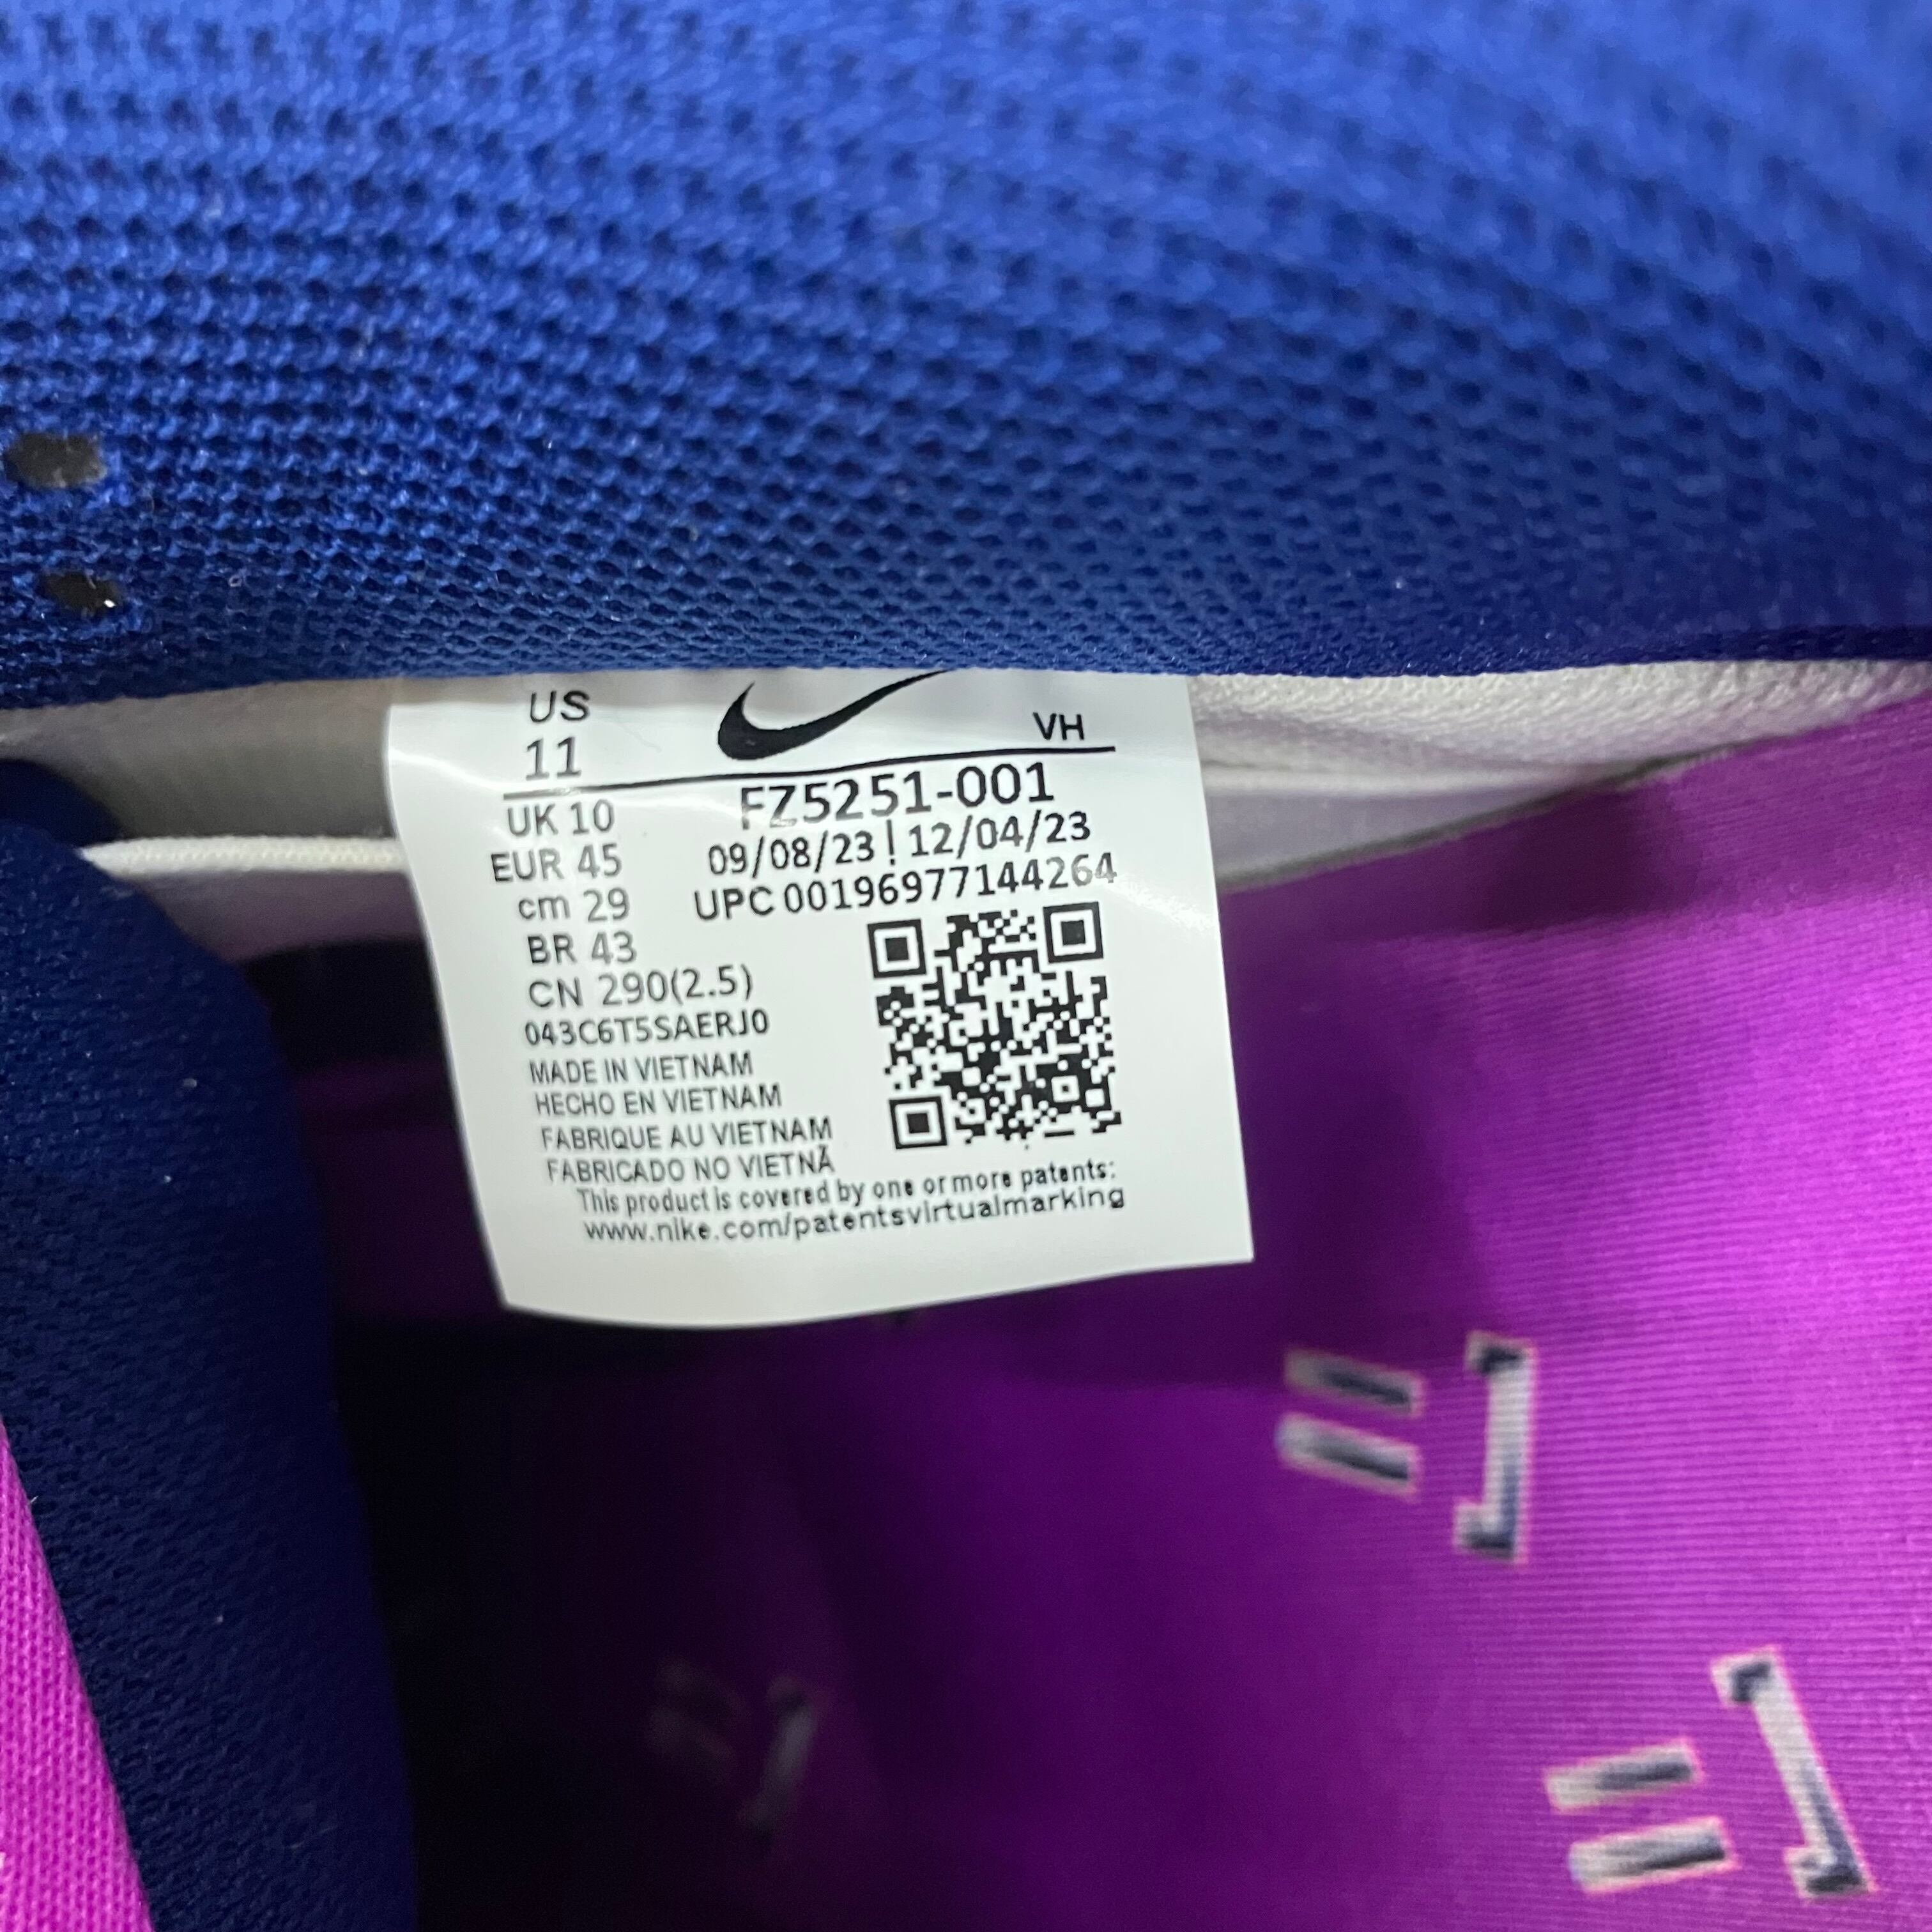 US
11
VH
UK 10
EUR 45
cm 29
BR 43
CN 290(2.5)
043C6T5SAERJ0
FZ5251-001
09/08/23 | 12/04/23
UPC 00196977144264
MADE IN VIETNAM
HECHO EN VIETNAM
FABRIQUE AU VIETNAM
FABRICADO NO VIETNÃ
This product is covered by one or more patents:
www.nike.com/patentsvirtualmarking